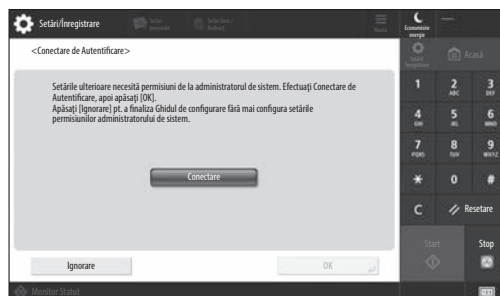 Setări/Înregistrare
Meniu
Economisire
energie
<Conectare de Autentificare>
Acasă
Setările ulterioare necesită permisiuni de la administratorul de sistem. Efectuați Conectare de
Autentificare, apoi apăsați [OK].
Apăsați [Ignorare] pt. a finaliza Ghidul de configurare fără mai configura setările
permisiunilor administratorului de sistem.
1
2 ABC
3 DEF
4 GHI
5 JKL
6 MNO
7 PQRS
8 TUV
9 WXYZ
* 0 #
Conectare
C
Resetare
Start
Stop
Ignorare
OK
Monitor Statut